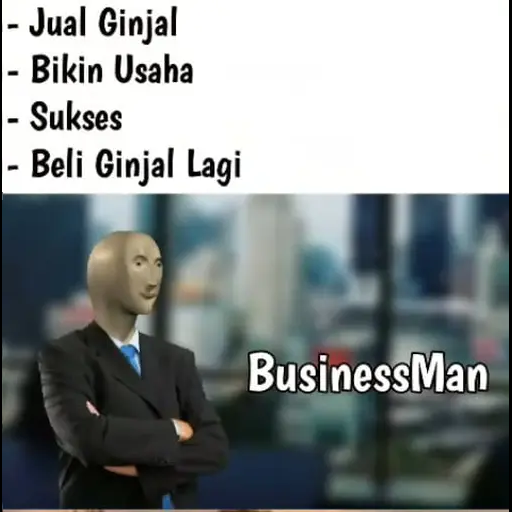 - Jual Ginjal
- Bikin Usaha
- Sukses
- Beli Ginjal Lagi
BusinessMan